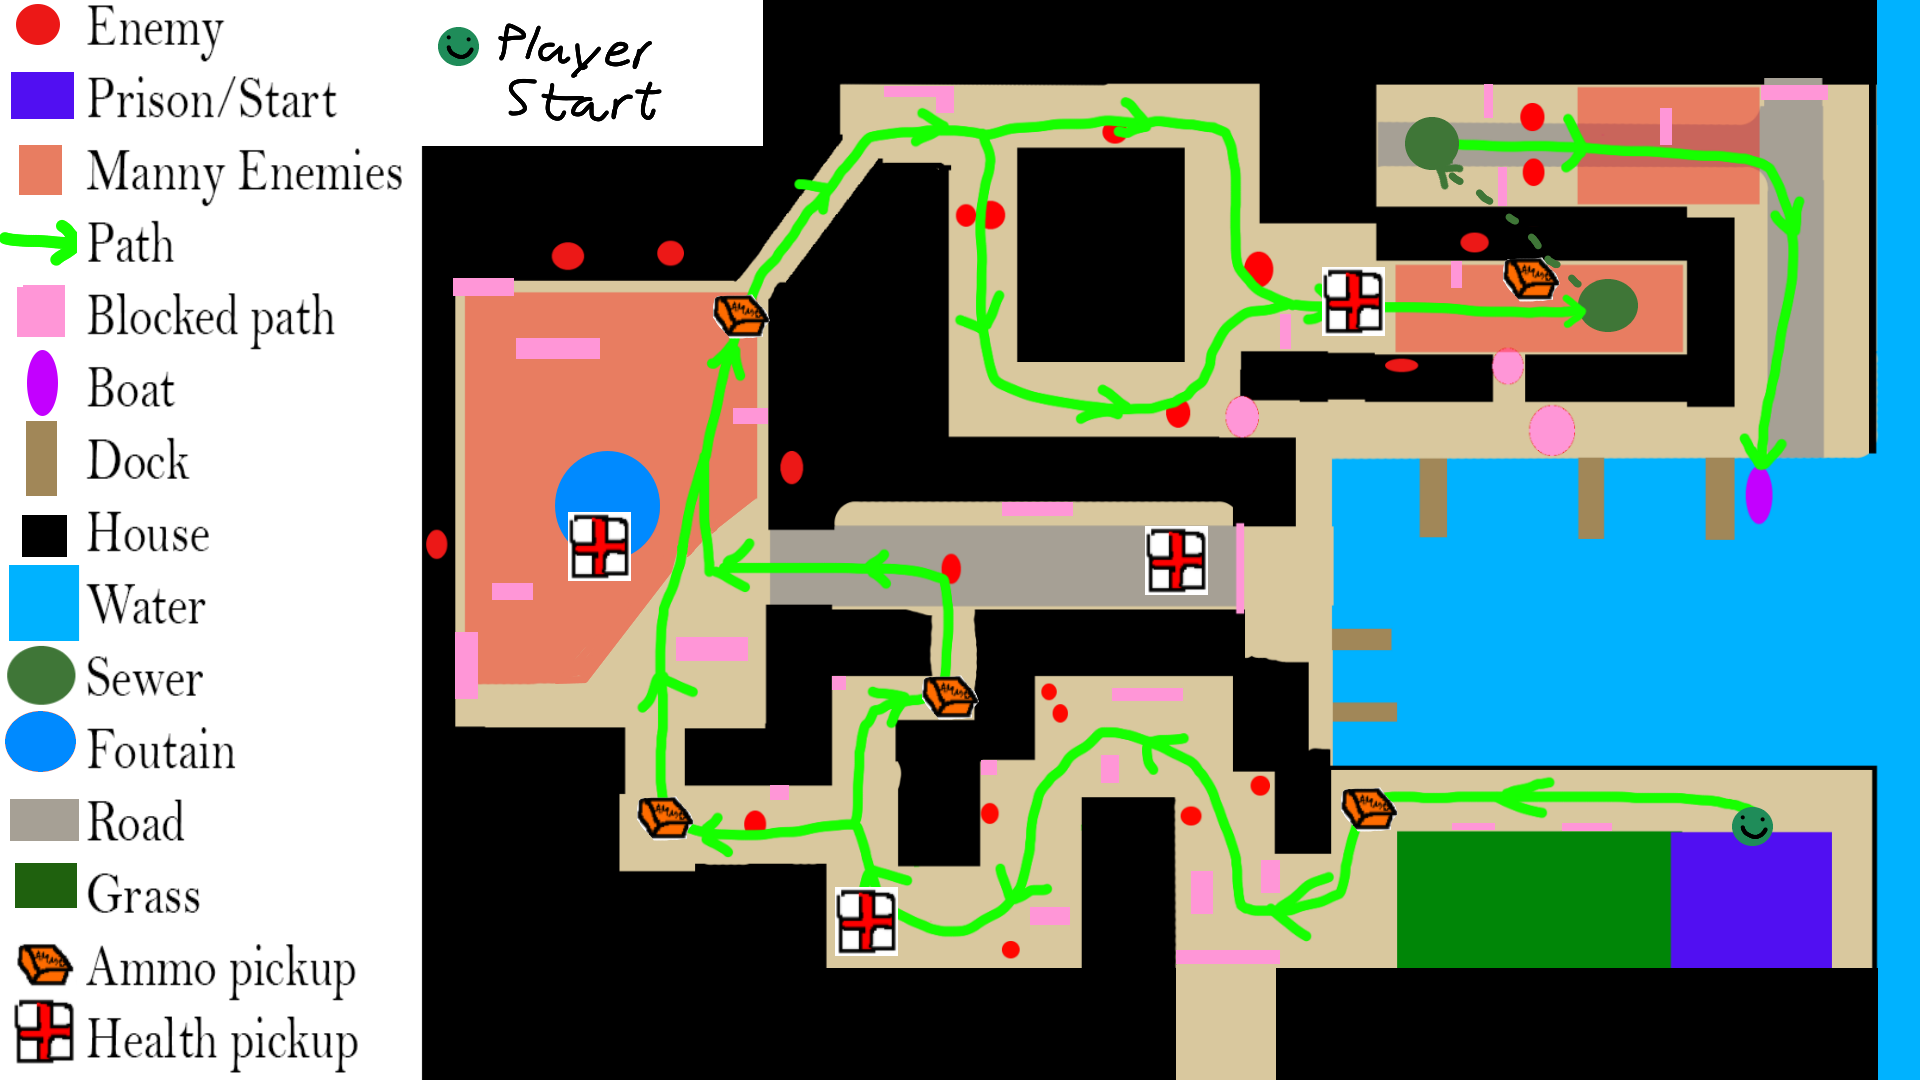 Enemy
Prison/Start
Manny Enemies
Path
Blocked path
Boat
Dock
House
Water
Sewer
Foutain
Road
Grass
Ammo pickup
Health pickup
Player
Start